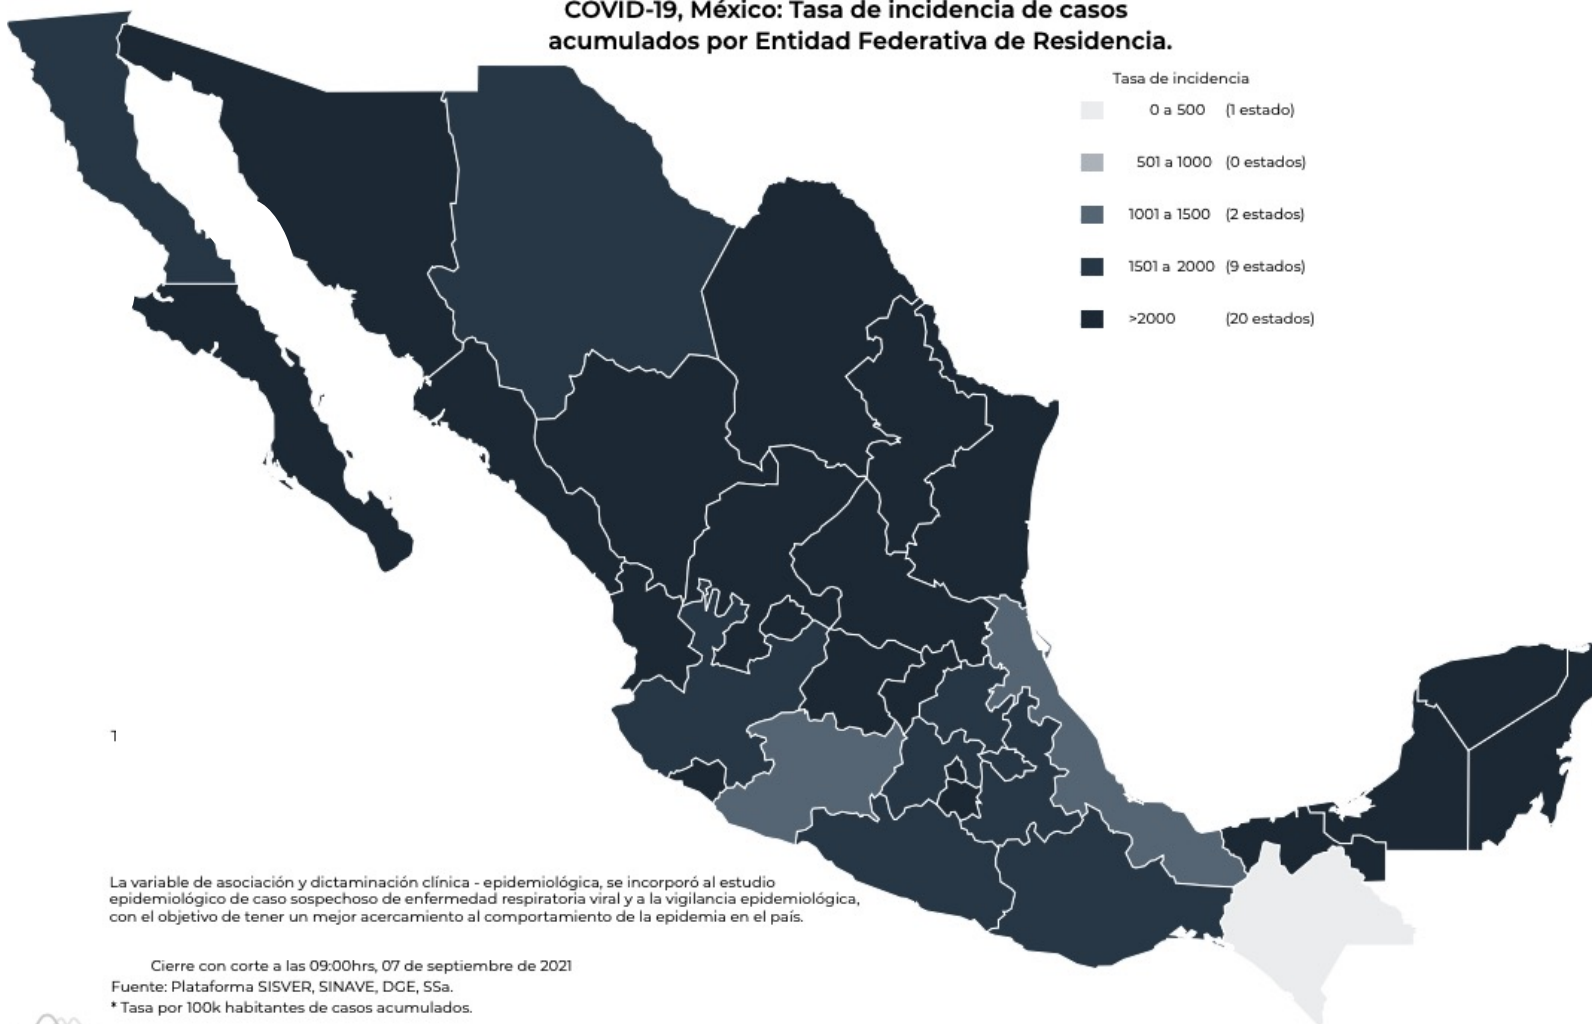 COVID-19, México: Tasa de incidencia de casos
acumulados por Entidad Federativa de Residencia.
Tasa de incidencia
0 a 500 (1 estado)
501 a 1000 (0 estados)
1001 a 1500 (2 estados)
1501 a 2000 (9 estados)
>2000 (20 estados)
1
La variable de asociación y dictaminación clínica - epidemiológica, se incorporó al estudio
epidemiológico de caso sospechoso de enfermedad respiratoria viral y a la vigilancia epidemiológica,
con el objetivo de tener un mejor acercamiento al comportamiento de la epidemia en el país.
Cierre con corte a las 09:00hrs, 07 de septiembre de 2021
Fuente: Plataforma SISVER, SINAVE, DGE, SSa.
* Tasa por 100k habitantes de casos acumulados.